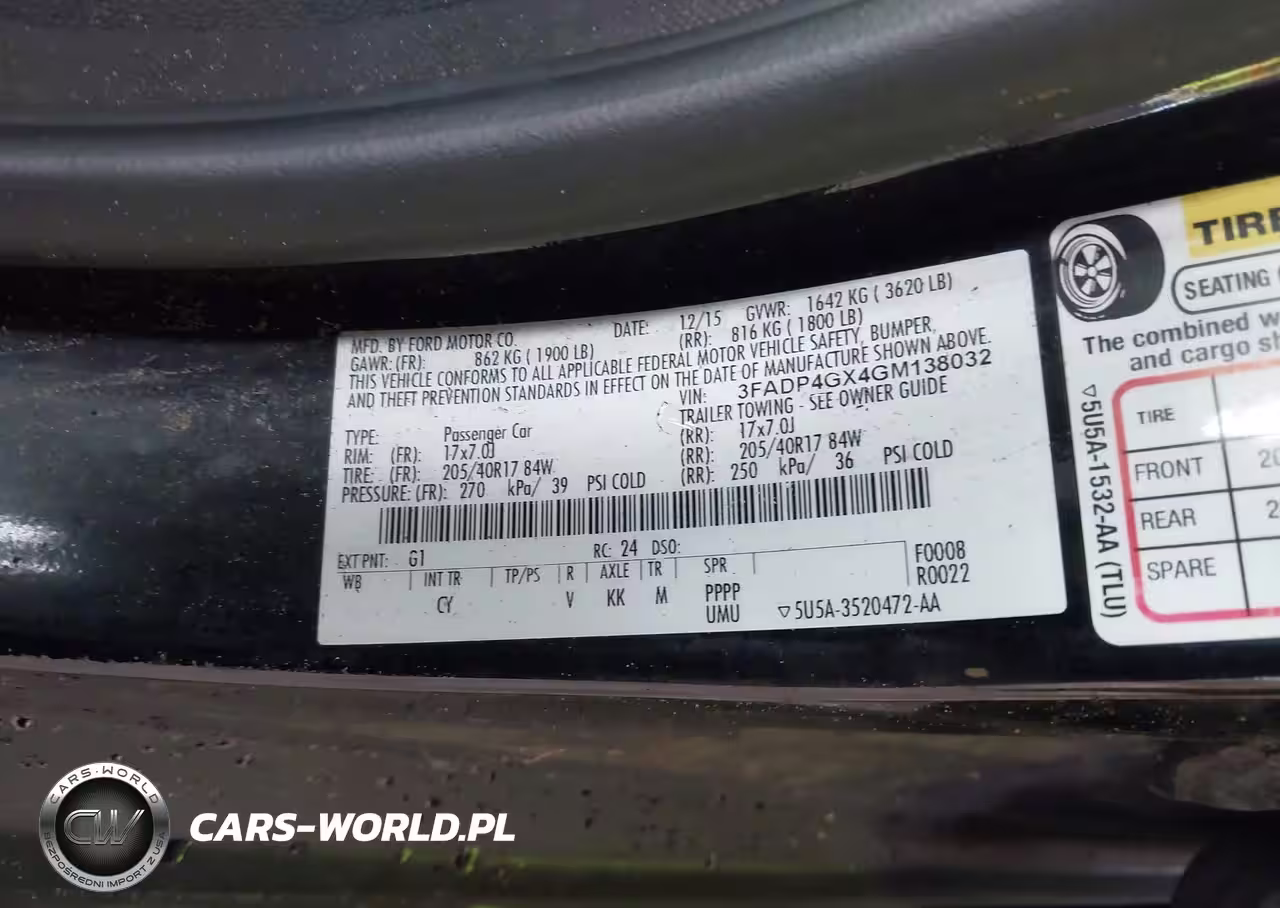 MFD. BY FORD MOTOR CO. DATE: 12/15 GVWR: 1642 KG ( 3620 LB)
GAWR: (FR): 862 KG ( 1900 LB) (RR): 816 KG ( 1800 LB)
THIS VEHICLE CONFORMS TO ALL APPLICABLE FEDERAL MOTOR VEHICLE SAFETY, BUMPER,
AND THEFT PREVENTION STANDARDS IN EFFECT ON THE DATE OF MANUFACTURE SHOWN ABOVE.
VIN: 3FADP4GX4GM138032
TYPE: Passenger Car TRAILER TOWING - SEE OWNER GUIDE
RIM: (FR): 17x7.0J (RR): 17x7.0J
TIRE: (FR): 205/40R17 84W (RR): 205/40R17 84W
PRESSURE: (FR): 270 kPa/ 39 PSI COLD (RR): 250 kPa/ 36 PSI COLD
EXT PNT: G1 RC: 24 DSO: F0008
WB INT TR TP/PS R AXLE TR SPR R0022
CY V KK M PPPP
UMU ▽5U5A-3520472-AA
TIRE
SEATING
The combined w
and cargo sh
TIRE
FRONT 20
REAR 2
SPARE
▽5U5A-1532-AA (TLU)
CARS-WORLD
CW
BEZPOŚREDNI IMPORT Z USA
CARS-WORLD.PL